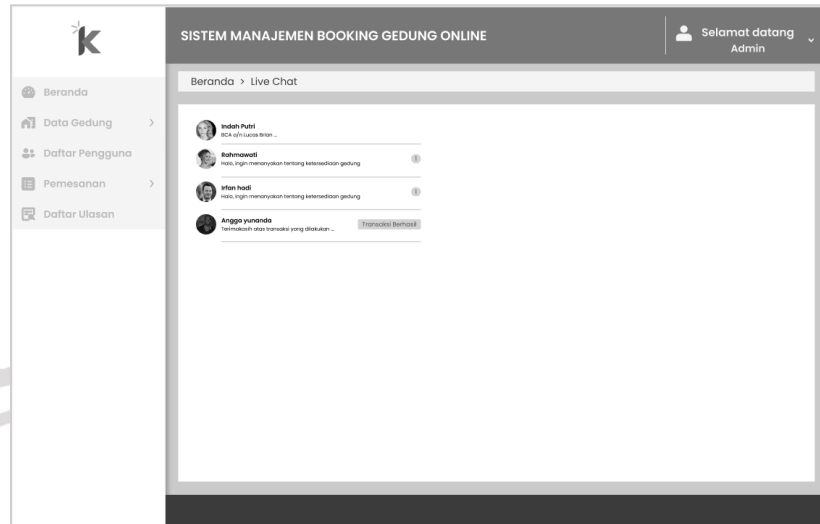 k
SISTEM MANAJEMEN BOOKING GEDUNG ONLINE
Selamat datang
Admin
Beranda > Live Chat
Beranda
Data Gedung >
Daftar Pengguna
Pemesanan >
Daftar Ulasan
Indah Putri
BCA a/n Lucas Brian ...
Rahmawati
Halo, ingin menanyakan tentang ketersediaan gedung
1
Irfan hadi
Halo, ingin menanyakan tentang ketersediaan gedung
1
Angga yunanda
Terimakasih atas transaksi yang dilakukan ...
Transaksi Berhasil